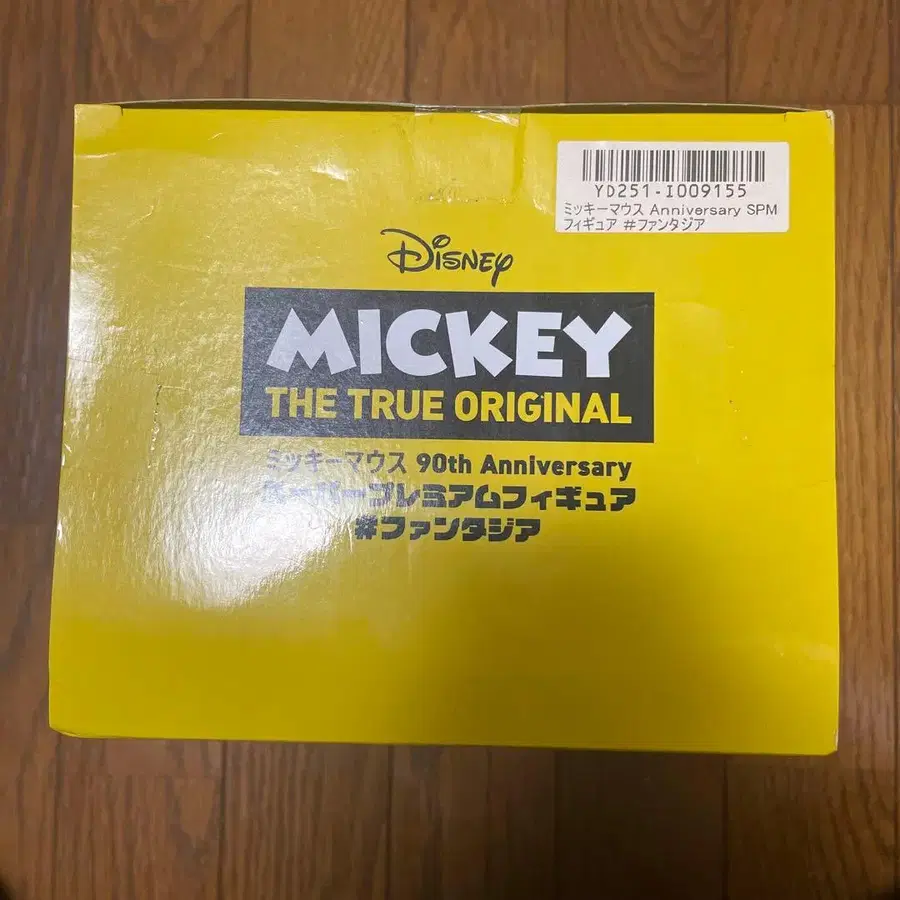 YD251-I009155
ミッキーマウス Anniversary SPM
フィギュア #ファンタジア
Disney
MICKEY
THE TRUE ORIGINAL
ミッキーマウス 90th Anniversary
スーパープレミアムフィギュア
#ファンタジア